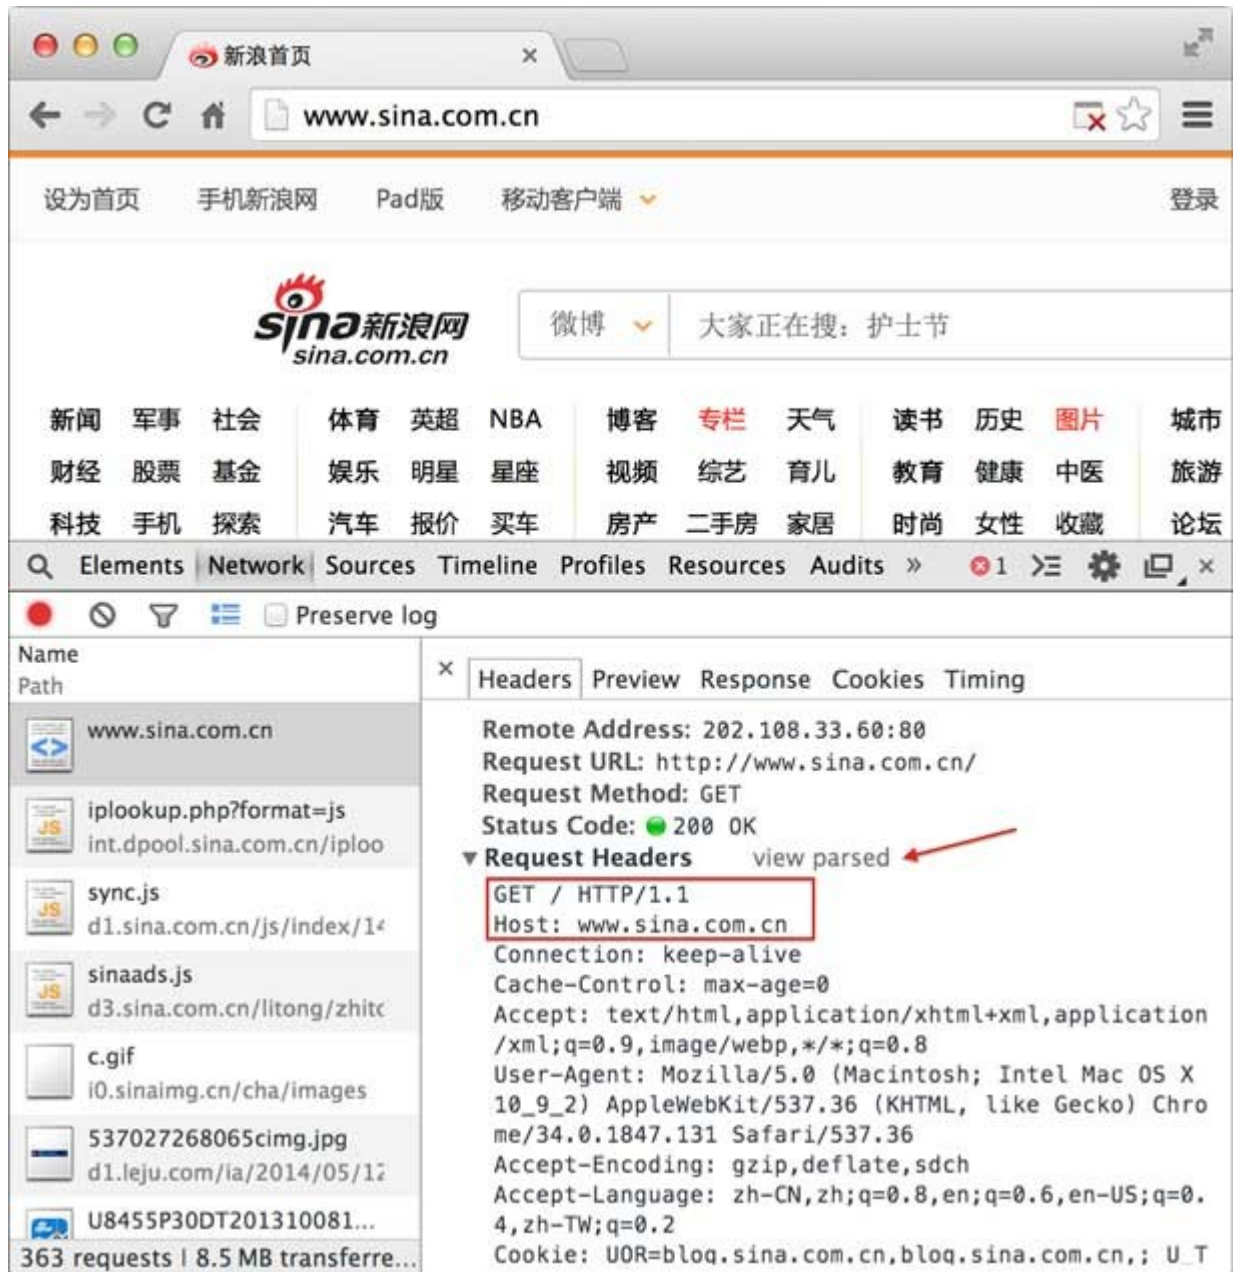 新浪首页
www.sina.com.cn
设为首页 手机新浪网 Pad版 移动客户端 登录
sina新浪网
sina.com.cn
微博 大家正在搜：护士节
新闻 军事 社会 体育 英超 NBA 博客 专栏 天气 读书 历史 图片 城市
财经 股票 基金 娱乐 明星 星座 视频 综艺 育儿 教育 健康 中医 旅游
科技 手机 探索 汽车 报价 买车 房产 二手房 家居 时尚 女性 收藏 论坛
Elements Network Sources Timeline Profiles Resources Audits » 1
Preserve log
Name
Path
www.sina.com.cn
iplookup.php?format=js
int.dpool.sina.com.cn/iploo
sync.js
d1.sina.com.cn/js/index/14
sinaads.js
d3.sina.com.cn/litong/zhitc
c.gif
i0.sinaimg.cn/cha/images
537027268065cimg.jpg
d1.leju.com/ia/2014/05/12
U8455P30DT201310081...
363 requests | 8.5 MB transferre...
Headers Preview Response Cookies Timing
Remote Address: 202.108.33.60:80
Request URL: http://www.sina.com.cn/
Request Method: GET
Status Code: 200 OK
Request Headers view parsed
GET / HTTP/1.1
Host: www.sina.com.cn
Connection: keep-alive
Cache-Control: max-age=0
Accept: text/html,application/xhtml+xml,application
/xml;q=0.9,image/webp,*/*;q=0.8
User-Agent: Mozilla/5.0 (Macintosh; Intel Mac OS X
10_9_2) AppleWebKit/537.36 (KHTML, like Gecko) Chro
me/34.0.1847.131 Safari/537.36
Accept-Encoding: gzip,deflate,sdch
Accept-Language: zh-CN,zh;q=0.8,en;q=0.6,en-US;q=0.
4,zh-TW;q=0.2
Cookie: UOR=blog.sina.com.cn,blog.sina.com.cn,; U_T